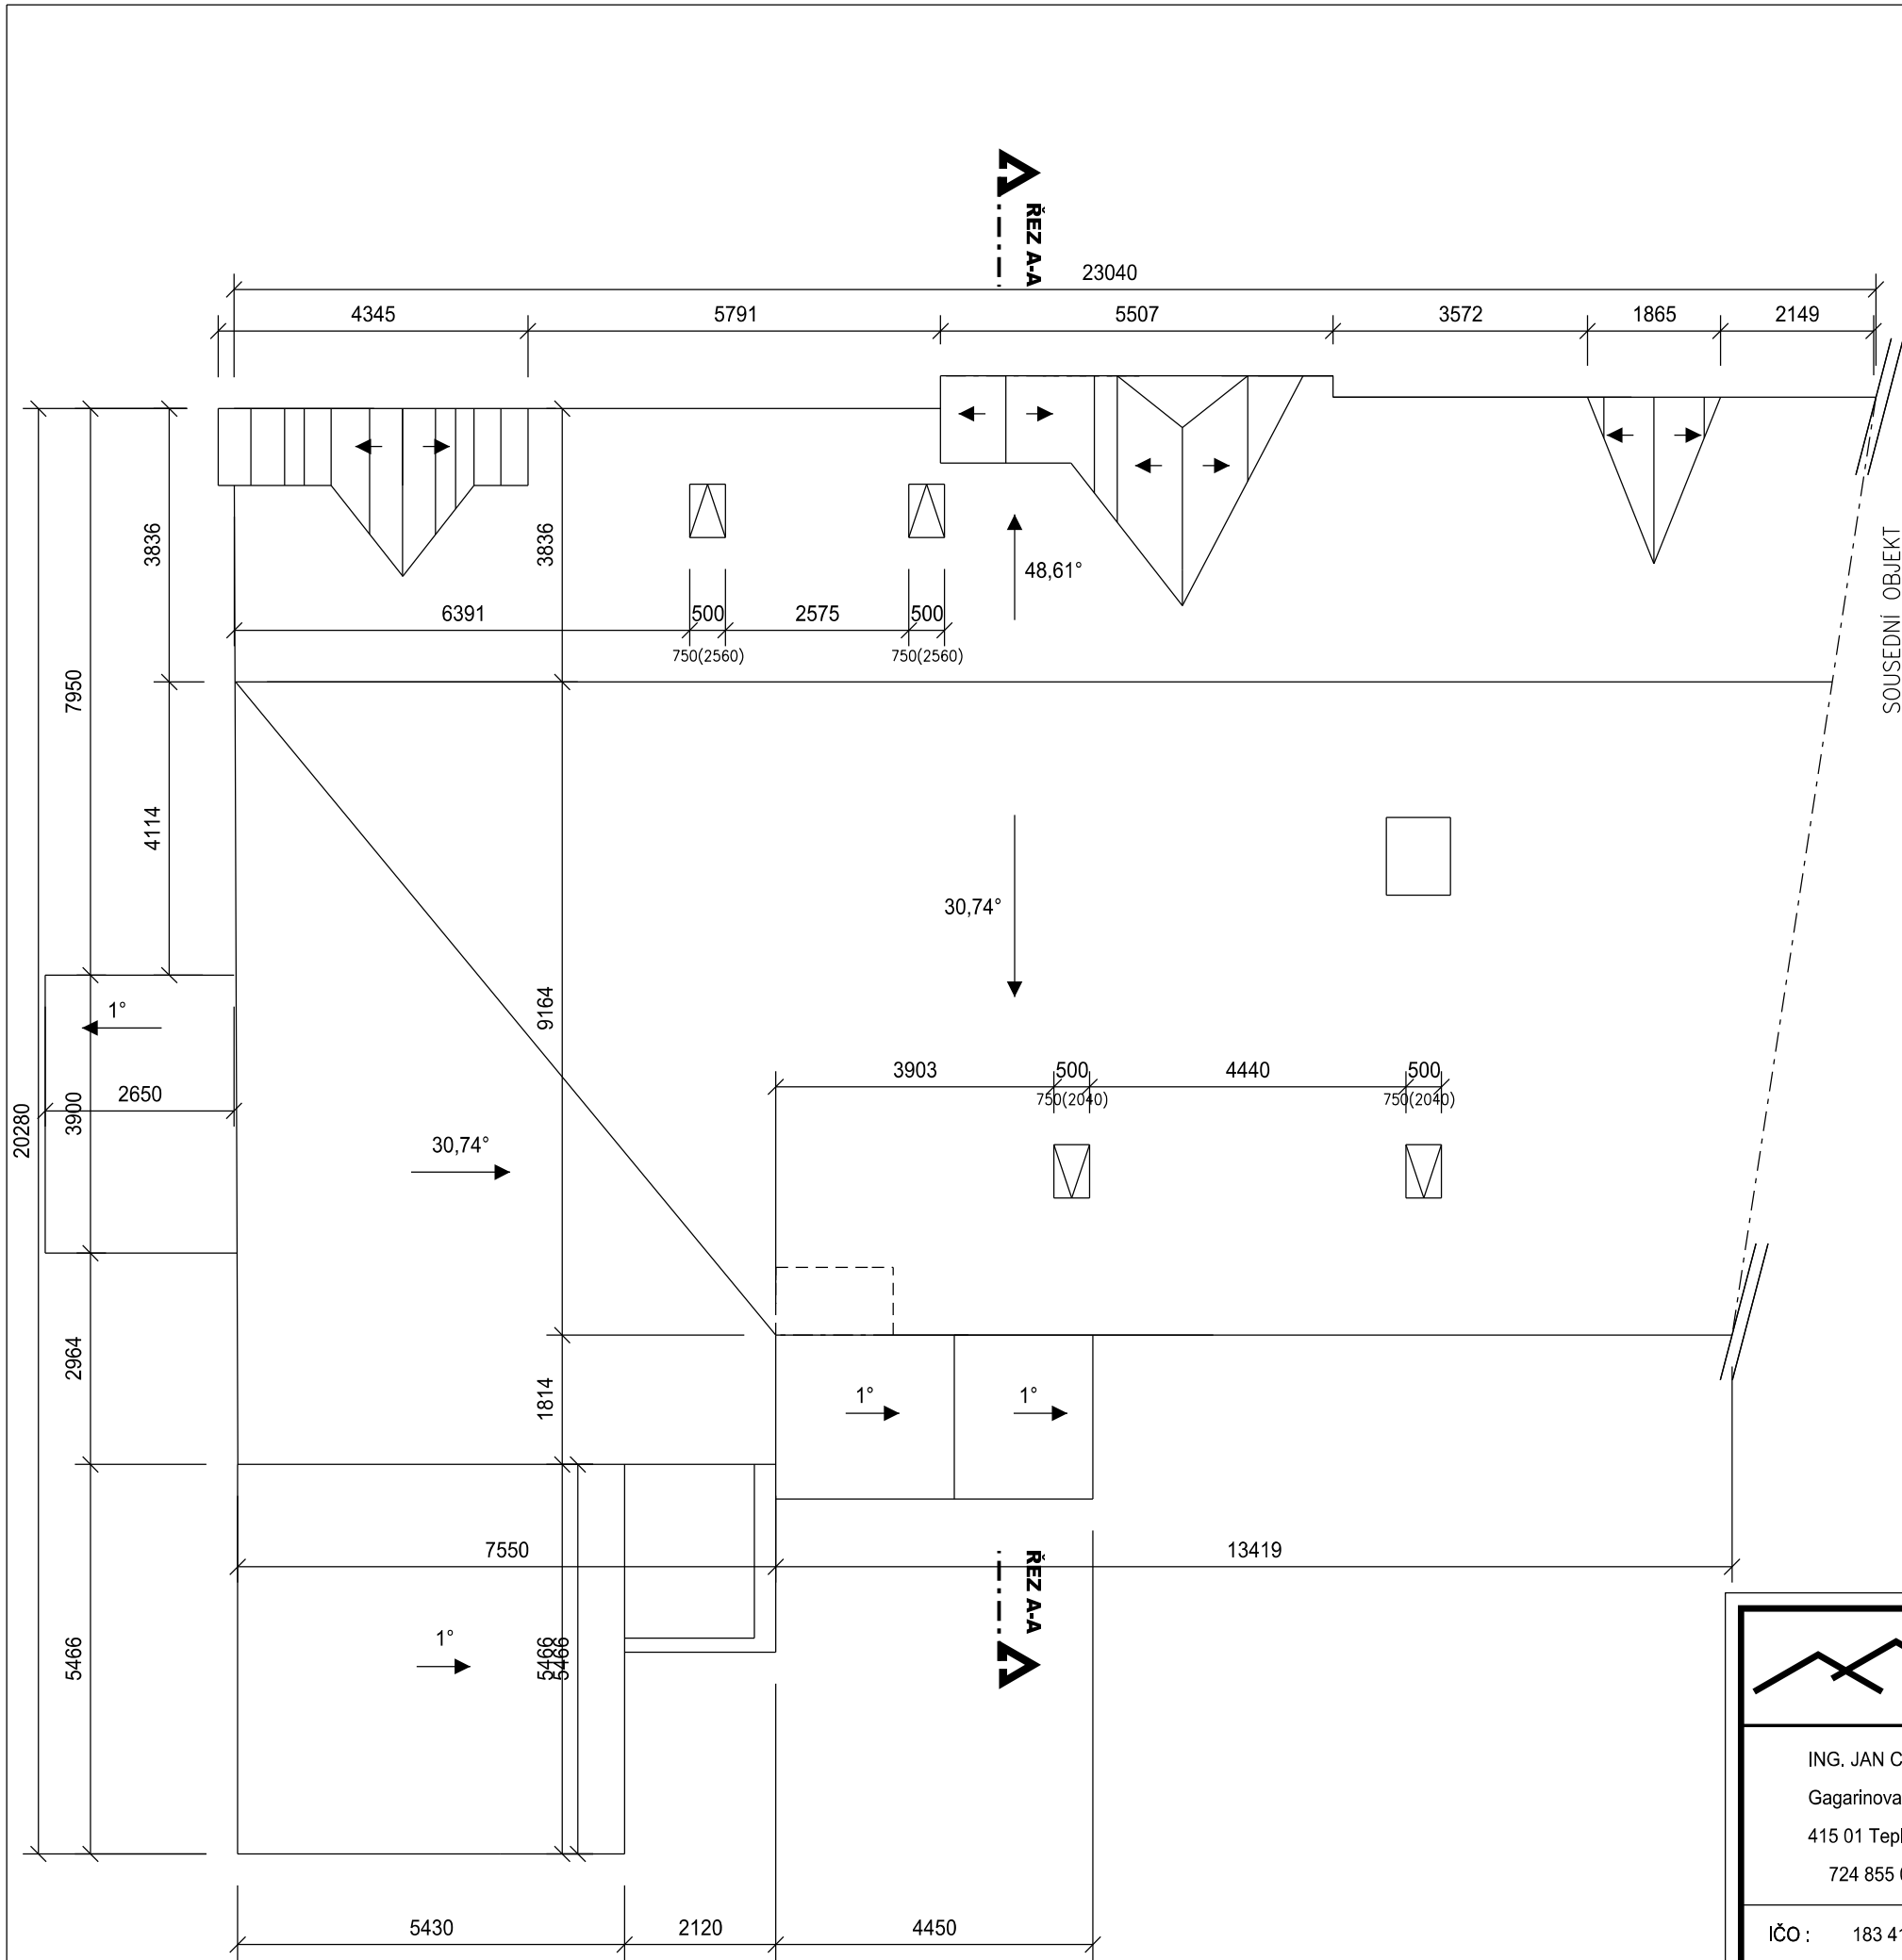 ŘEZ A-A
23040
4345 5791 5507 3572 1865 2149
3836
3836
48,61°
SOUSEDNÍ OBJEKT
6391 500 2575 500
750(2560) 750(2560)
7950
4114
30,74°
9164
1°
3903 500 4440 500
750(2040) 750(2040)
2650
3900
20280
30,74°
2964
1814
1° 1°
7550 13419
ŘEZ A-A
1°
5466
5466
5466
ING. JAN C
Gagarinova
415 01 Tepl
724 855
5430 2120 4450
IČO : 183 41